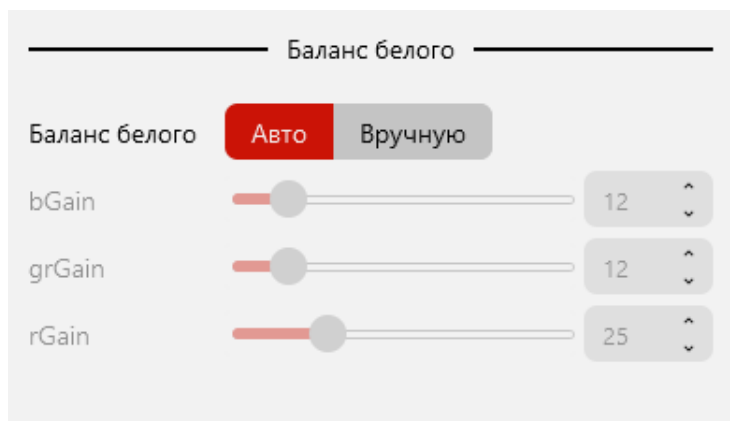 Баланс белого
Баланс белого Авто Вручную
bGain 12
grGain 12
rGain 25